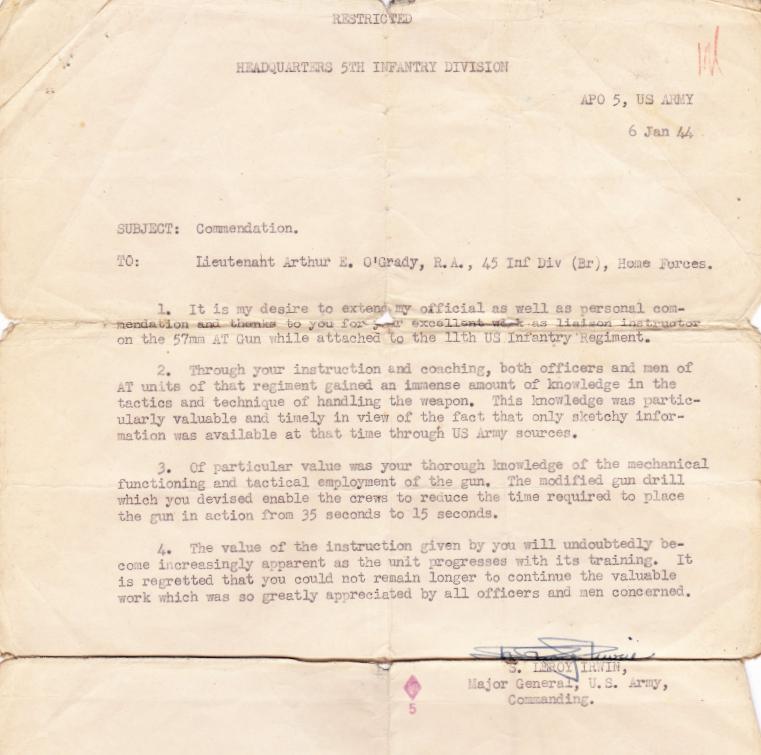 RESTRICTED
HEADQUARTERS 5TH INFANTRY DIVISION
APO 5, US ARMY
6 Jan 44
SUBJECT: Commendation.
TO: Lieutenant Arthur E. O'Grady, R.A., 45 Inf Div (Br), Home Forces.
1. It is my desire to extend my official as well as personal com-
mendation and thanks to you for your excellent work as liaison instructor
on the 57mm AT Gun while attached to the 11th US Infantry Regiment.
2. Through your instruction and coaching, both officers and men of
AT units of that regiment gained an immense amount of knowledge in the
tactics and technique of handling the weapon. This knowledge was partic-
ularly valuable and timely in view of the fact that only sketchy infor-
mation was available at that time through US Army sources.
3. Of particular value was your thorough knowledge of the mechanical
functioning and tactical employment of the gun. The modified gun drill
which you devised enable the crews to reduce the time required to place
the gun in action from 35 seconds to 15 seconds.
4. The value of the instruction given by you will undoubtedly be-
come increasingly apparent as the unit progresses with its training. It
is regretted that you could not remain longer to continue the valuable
work which was so greatly appreciated by all officers and men concerned.
S. LEROY IRWIN,
Major General, U.S. Army,
Commanding.
5